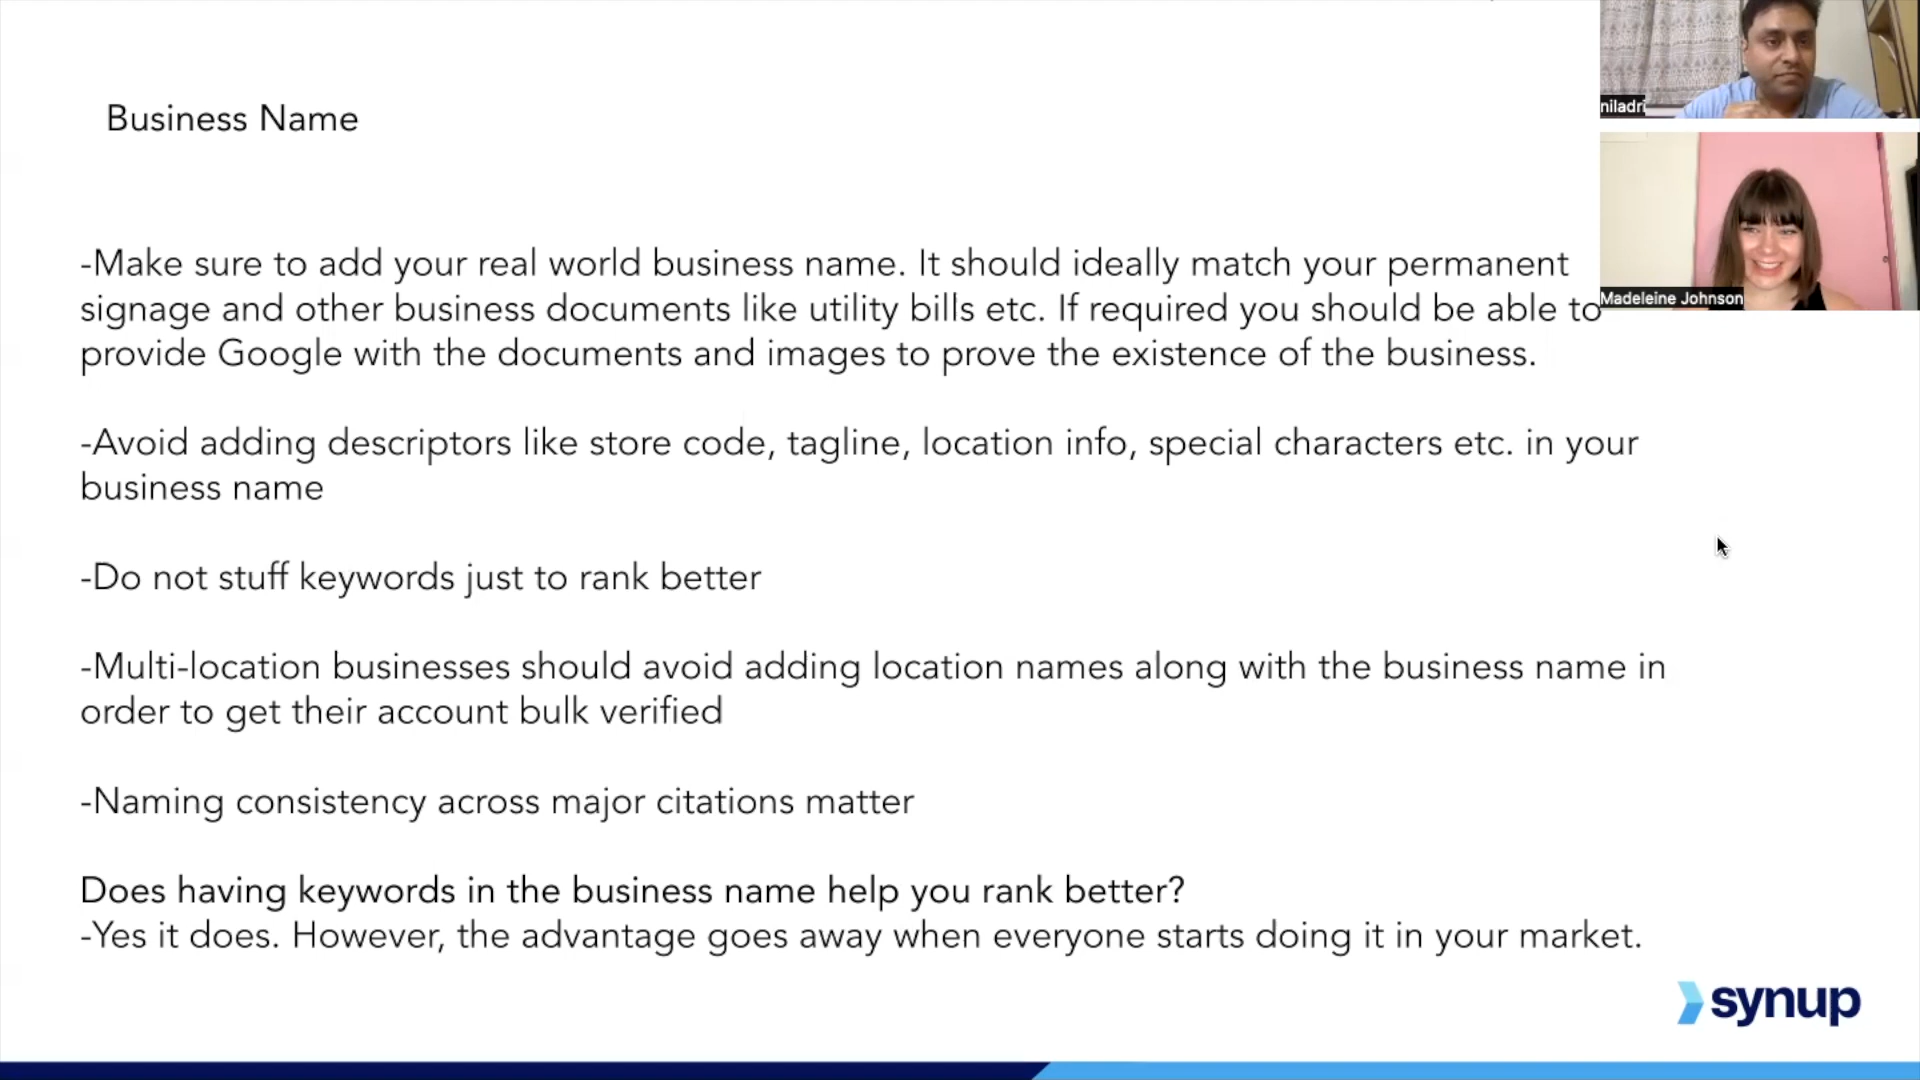 Business Name
niladri
Madeleine Johnson
-Make sure to add your real world business name. It should ideally match your permanent
signage and other business documents like utility bills etc. If required you should be able to
provide Google with the documents and images to prove the existence of the business.
-Avoid adding descriptors like store code, tagline, location info, special characters etc. in your
business name
-Do not stuff keywords just to rank better
-Multi-location businesses should avoid adding location names along with the business name in
order to get their account bulk verified
-Naming consistency across major citations matter
Does having keywords in the business name help you rank better?
-Yes it does. However, the advantage goes away when everyone starts doing it in your market.
synup